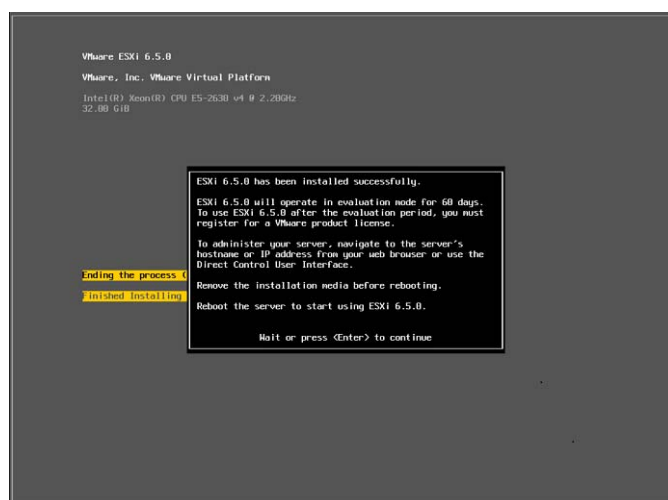 VMware ESXi 6.5.0
VMware, Inc. VMware Virtual Platform
Intel(R) Xeon(R) CPU E5-2630 v4 @ 2.20GHz
32.00 GiB
ESXi 6.5.0 has been installed successfully.
ESXi 6.5.0 will operate in evaluation mode for 60 days.
To use ESXi 6.5.0 after the evaluation period, you must
register for a VMware product license.
To administer your server, navigate to the server's
hostname or IP address from your web browser or use the
Direct Control User Interface.
Ending the process (
Remove the installation media before rebooting.
Finished Installing
Reboot the server to start using ESXi 6.5.0.
Wait or press <Enter> to continue